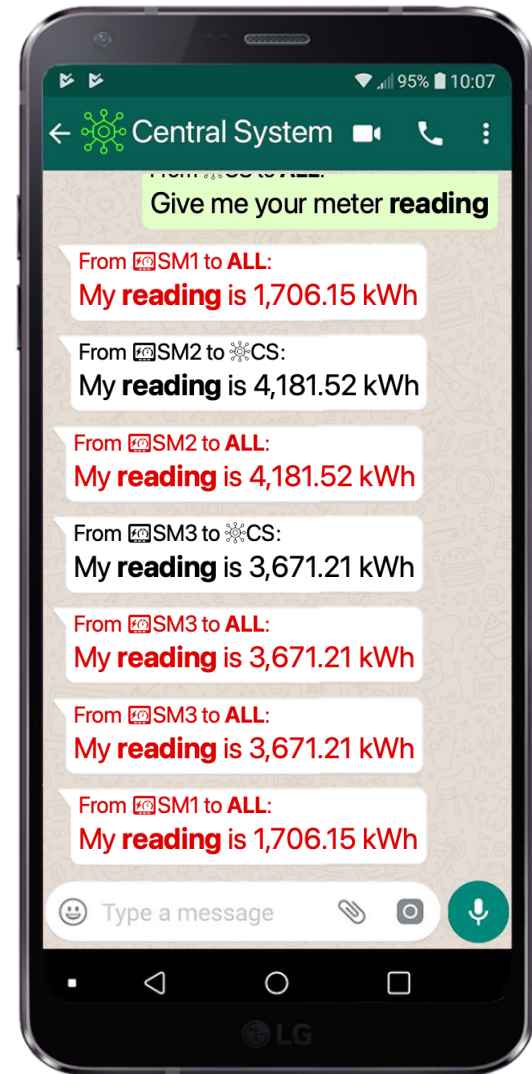 95% 10:07
Central System
From CS to ALL:
Give me your meter reading
From SM1 to ALL:
My reading is 1,706.15 kWh
From SM2 to CS:
My reading is 4,181.52 kWh
From SM2 to ALL:
My reading is 4,181.52 kWh
From SM3 to CS:
My reading is 3,671.21 kWh
From SM3 to ALL:
My reading is 3,671.21 kWh
From SM3 to ALL:
My reading is 3,671.21 kWh
From SM1 to ALL:
My reading is 1,706.15 kWh
Type a message
LG